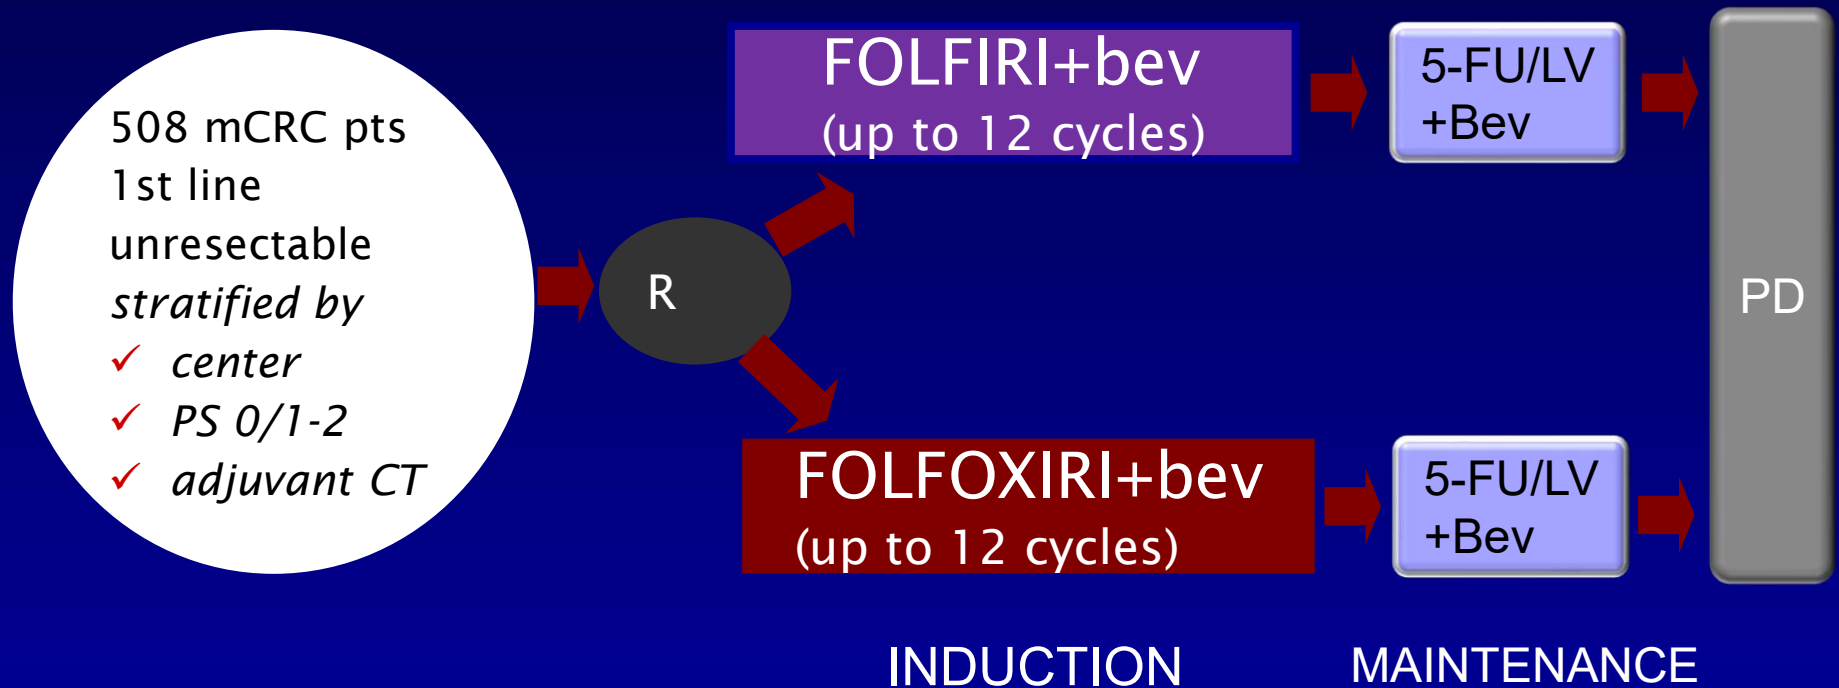 508 mCRC pts
1st line
unresectable
stratified by
✓ center
✓ PS 0/1-2
✓ adjuvant CT
R
FOLFIRI+bev
(up to 12 cycles)
5-FU/LV
+Bev
FOLFOXIRI+bev
(up to 12 cycles)
5-FU/LV
+Bev
PD
INDUCTION
MAINTENANCE